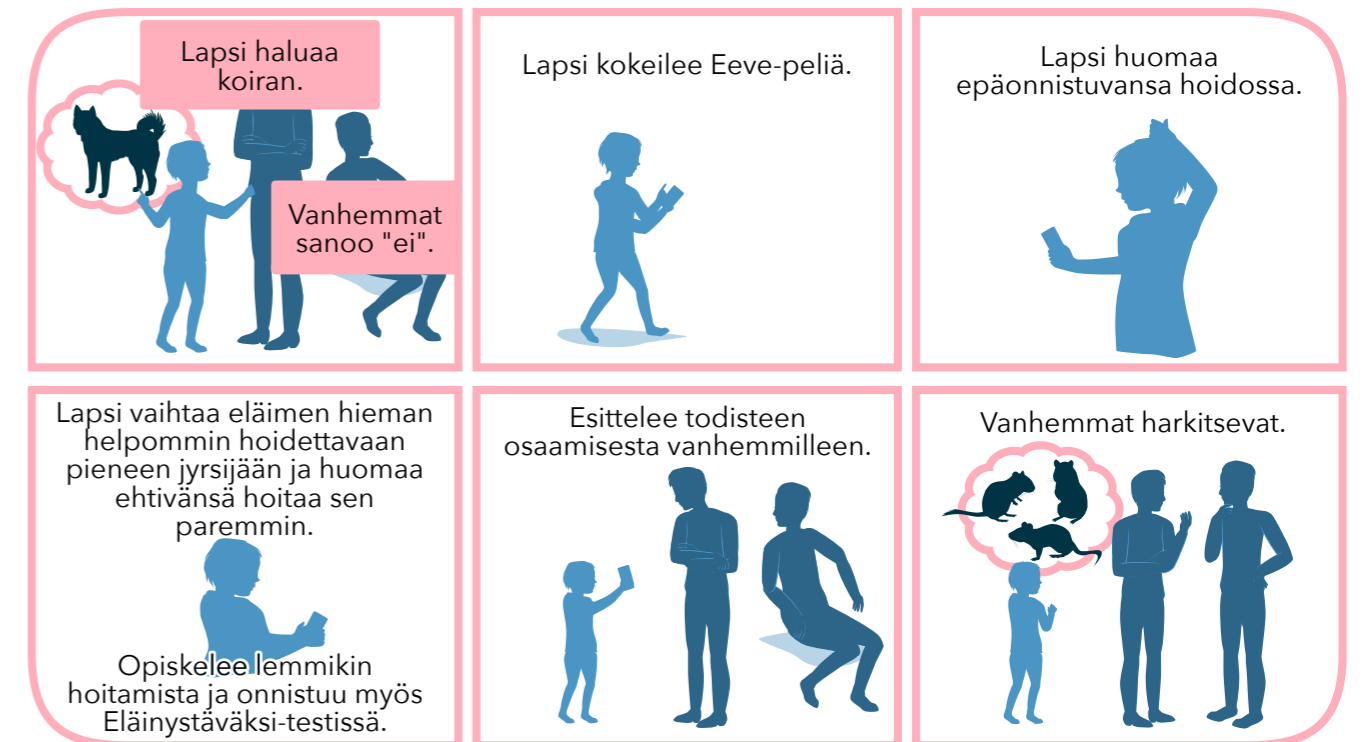 Lapsi haluaa
koiran.
Vanhemmat
sanoo "ei".
Lapsi kokeilee Eeve-peliä.
Lapsi huomaa
epäonnistuvansa hoidossa.
Lapsi vaihtaa eläimen hieman
helpommin hoidettavaan
pieneen jyrsijään ja huomaa
ehtivänsä hoitaa sen
paremmin.
Opiskelee lemmikin
hoitamista ja onnistuu myös
Eläinystäväksi-testissä.
Esittelee todisteen
osaamisesta vanhemmilleen.
Vanhemmat harkitsevat.